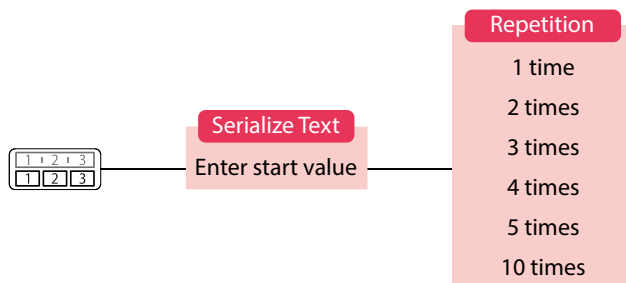 1 2 3
1 2 3
Serialize Text
Enter start value
Repetition
1 time
2 times
3 times
4 times
5 times
10 times